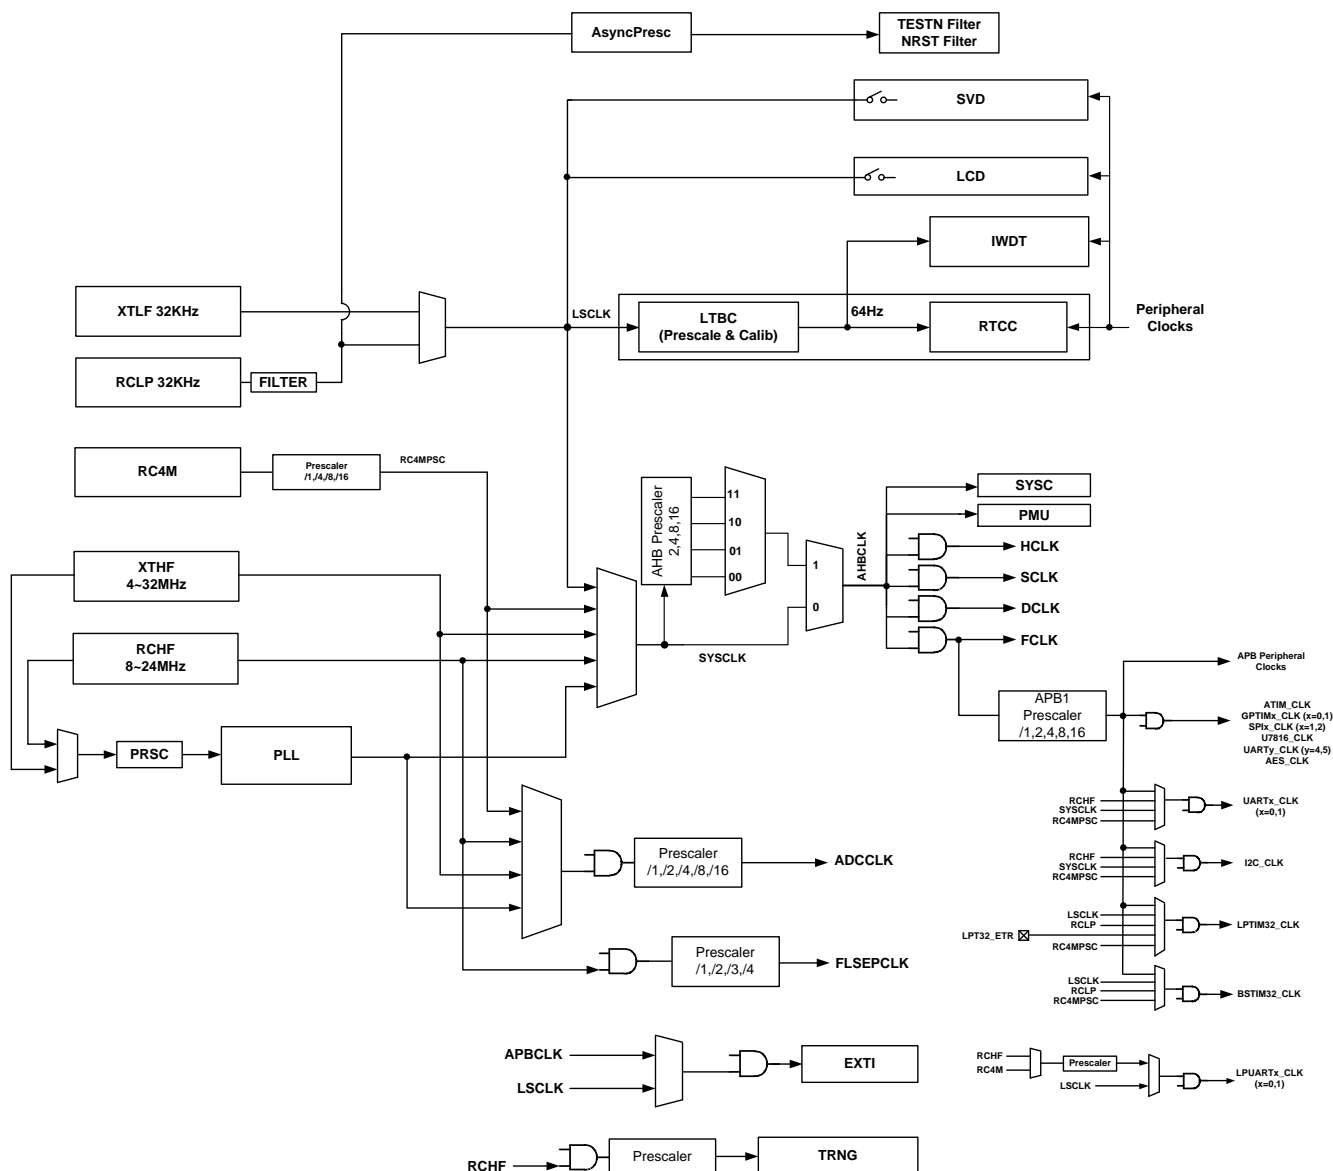 AsyncPresc
TESTN Filter
NRST Filter
SVD
LCD
IWDT
XTLF 32KHz
LSCLK
LTBC
(Prescale & Calib)
64Hz
RTCC
Peripheral
Clocks
RCLP 32KHz
FILTER
RC4M
Prescaler
/1,/4,/8,/16
RC4MPSC
AHB Prescaler
2,4,8,16
11
10
01
00
1
0
AHBCLK
SYSC
PMU
HCLK
SCLK
DCLK
FCLK
XTHF
4~32MHz
RCHF
8~24MHz
SYSCLK
APB Peripheral
Clocks
APB1
Prescaler
/1,2,4,8,16
ATIM_CLK
GPTIMx_CLK (x=0,1)
SPIx_CLK (x=1,2)
U7816_CLK
UARTy_CLK (y=4,5)
AES_CLK
PRSC
PLL
RCHF
SYSCLK
RC4MPSC
UARTx_CLK
(x=0,1)
Prescaler
/1,/2,/4,/8,/16
ADCCLK
RCHF
SYSCLK
RC4MPSC
I2C_CLK
LSCLK
RCLP
LPT32_ETR
RC4MPSC
LPTIM32_CLK
Prescaler
/1,/2,/3,/4
FLSEPCLK
LSCLK
RCLP
RC4MPSC
BSTIM32_CLK
APBCLK
LSCLK
EXTI
RCHF
RC4M
Prescaler
LSCLK
LPUARTx_CLK
(x=0,1)
RCHF
Prescaler
TRNG